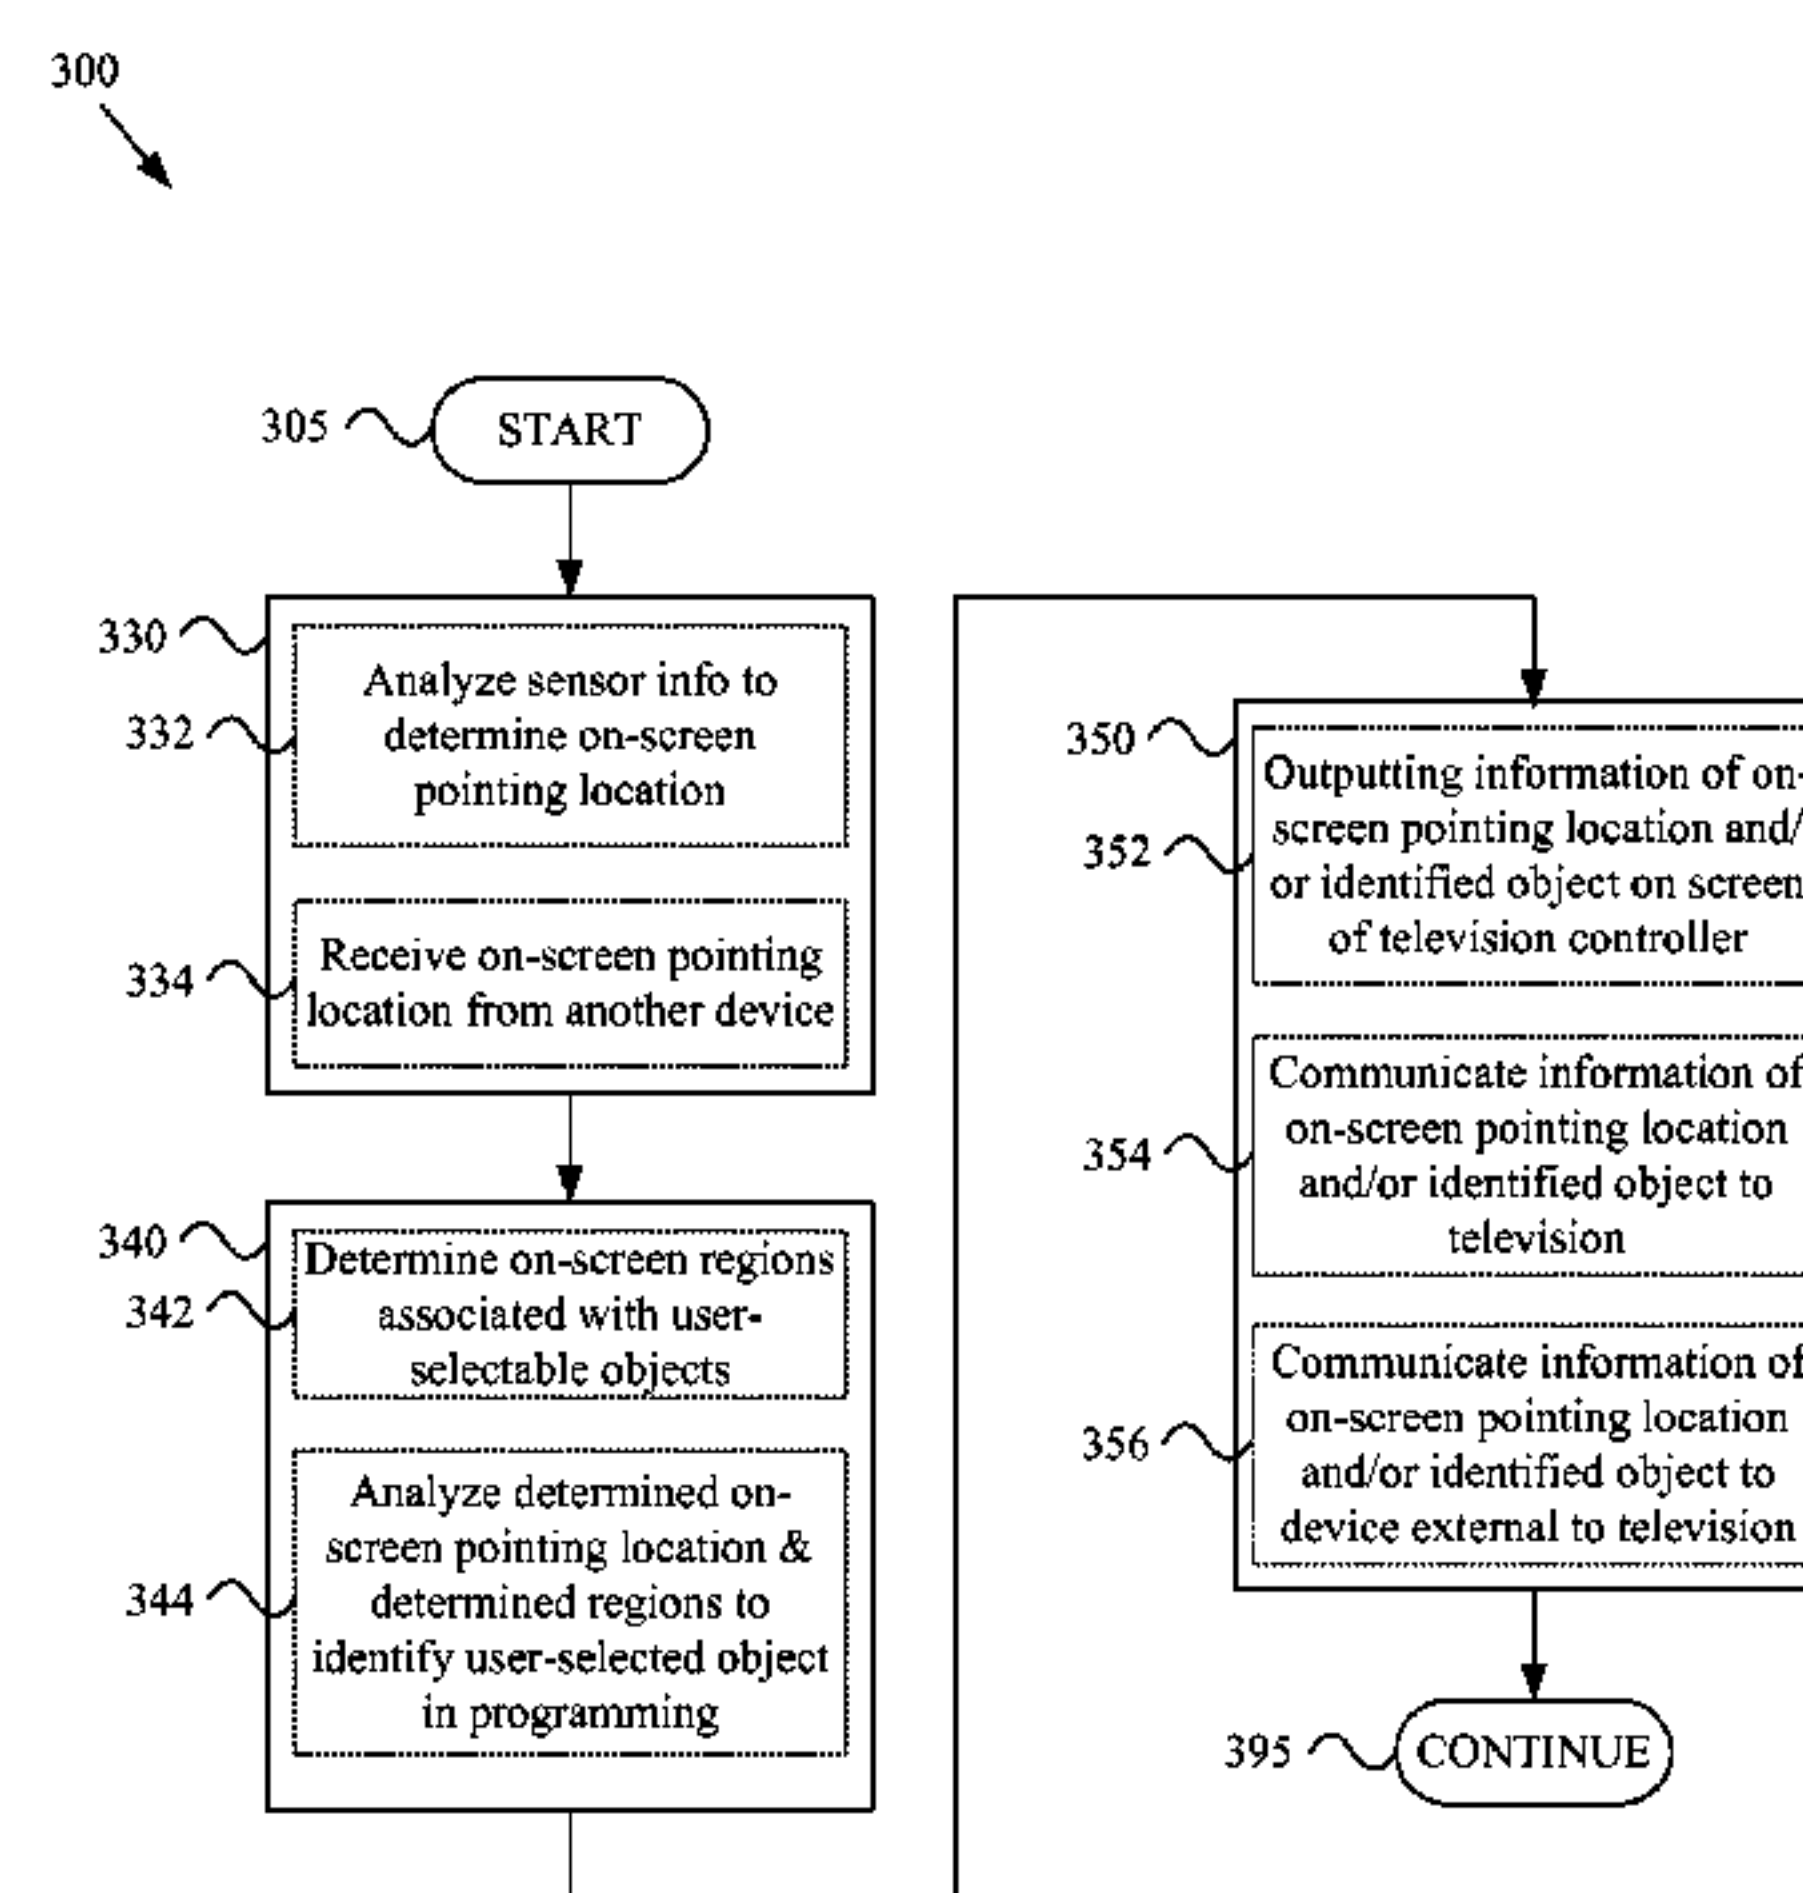 300
305
START
330
332
Analyze sensor info to
determine on-screen
pointing location
334
Receive on-screen pointing
location from another device
340
342
Determine on-screen regions
associated with user-
selectable objects
344
Analyze determined on-
screen pointing location &
determined regions to
identify user-selected object
in programming
350
352
Outputting information of on-
screen pointing location and/
or identified object on screen
of television controller
354
Communicate information of
on-screen pointing location
and/or identified object to
television
356
Communicate information of
on-screen pointing location
and/or identified object to
device external to television
395
CONTINUE